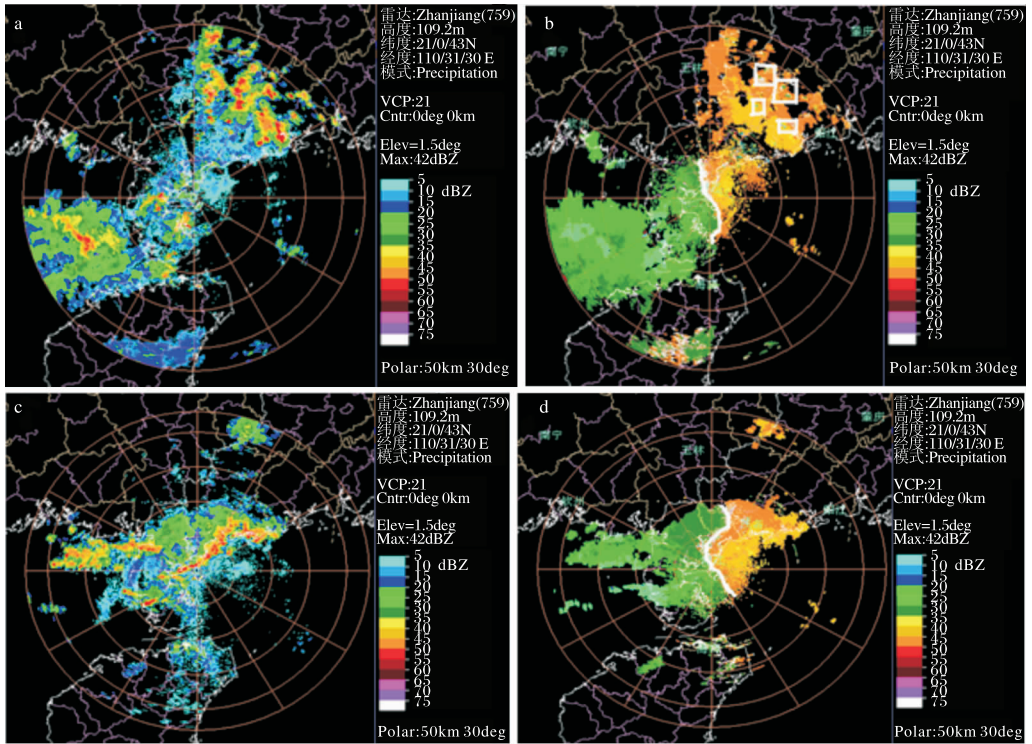 a
雷达:Zhanjiang(759)
高度:109.2m
纬度:21/0/43N
经度:110/31/30 E
模式:Precipitation
VCP:21
Cntr:0deg 0km
Elev=1.5deg
Max:42dBZ
5
10 dBZ
15
20
25
30
35
40
45
50
55
60
65
70
75
Polar:50km 30deg
b
南宁
肇庆
雷达:Zhanjiang(759)
高度:109.2m
纬度:21/0/43N
经度:110/31/30 E
模式:Precipitation
VCP:21
Cntr:0deg 0km
Elev=1.5deg
Max:42dBZ
5
10 dBZ
15
20
25
30
35
40
45
50
55
60
65
70
75
Polar:50km 30deg
c
雷达:Zhanjiang(759)
高度:109.2m
纬度:21/0/43N
经度:110/31/30 E
模式:Precipitation
VCP:21
Cntr:0deg 0km
Elev=1.5deg
Max:42dBZ
5
10 dBZ
15
20
25
30
35
40
45
50
55
60
65
70
75
Polar:50km 30deg
d
南宁
肇庆
雷达:Zhanjiang(759)
高度:109.2m
纬度:21/0/43N
经度:110/31/30 E
模式:Precipitation
VCP:21
Cntr:0deg 0km
Elev=1.5deg
Max:42dBZ
5
10 dBZ
15
20
25
30
35
40
45
50
55
60
65
70
75
Polar:50km 30deg